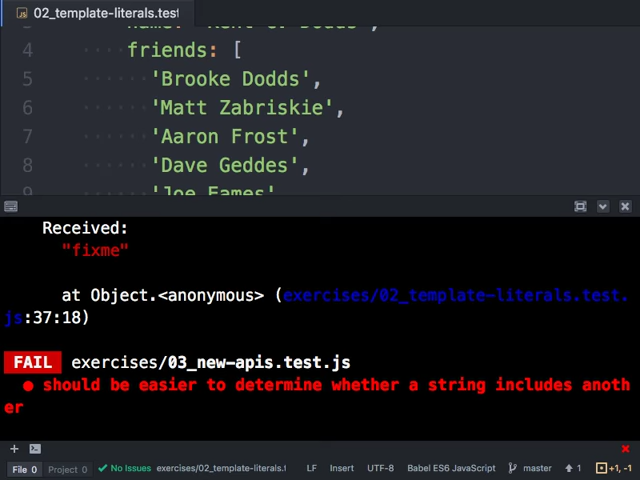 02_template-literals.test
4 friends: [
5 'Brooke Dodds',
6 'Matt Zabriskie',
7 'Aaron Frost',
8 'Dave Geddes',
9 'Joe Eames'
Received:
"fixme"
at Object.<anonymous> (exercises/02_template-literals.test.
js:37:18)
FAIL exercises/03_new-apis.test.js
● should be easier to determine whether a string includes anoth
er
File 0 Project 0 No Issues exercises/02_template-literals.t LF Insert UTF-8 Babel ES6 JavaScript master 1 +1, -1